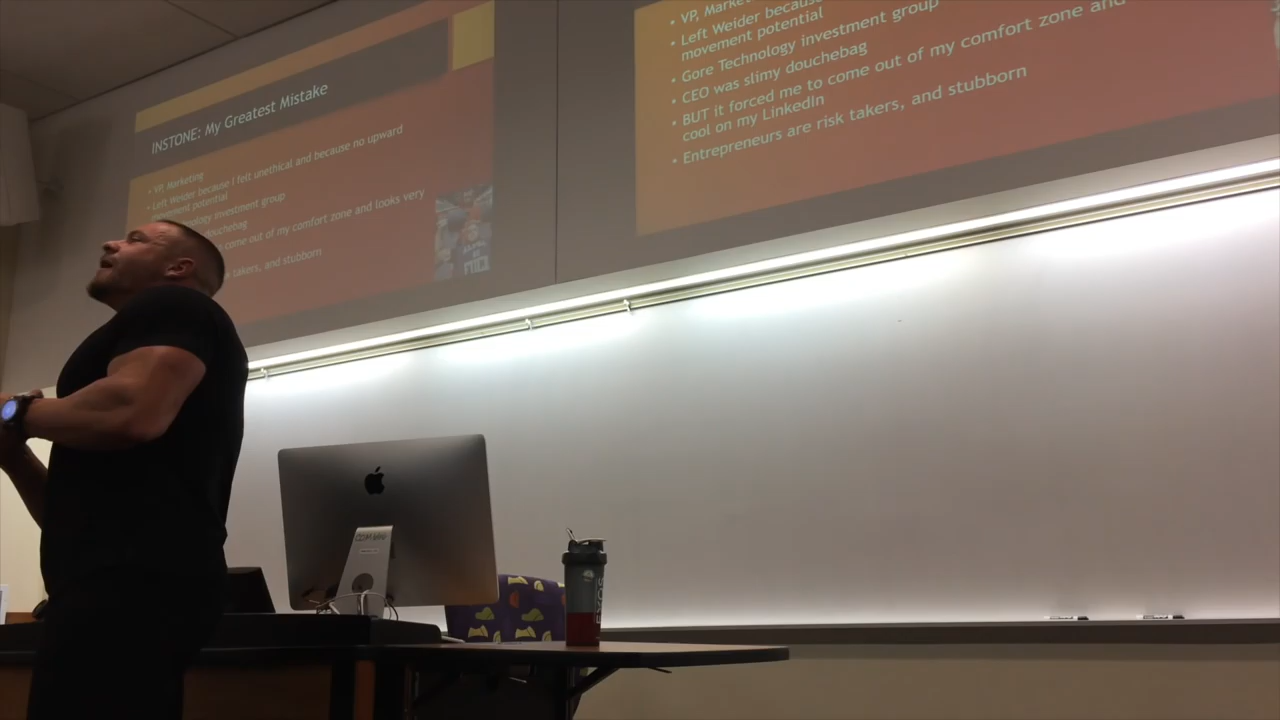 INSTONE: My Greatest Mistake
• VP, Marketing
• Left Weider because I felt unethical and because no upward
movement potential
technology investment group
douchebag
come out of my comfort zone and looks very
takers, and stubborn
• VP,
• Left Weider
movement potential
• Gore Technology investment group
• CEO was slimy douchebag
• BUT it forced me to come out of my comfort zone and
cool on my LinkedIn
• Entrepreneurs are risk takers, and stubborn